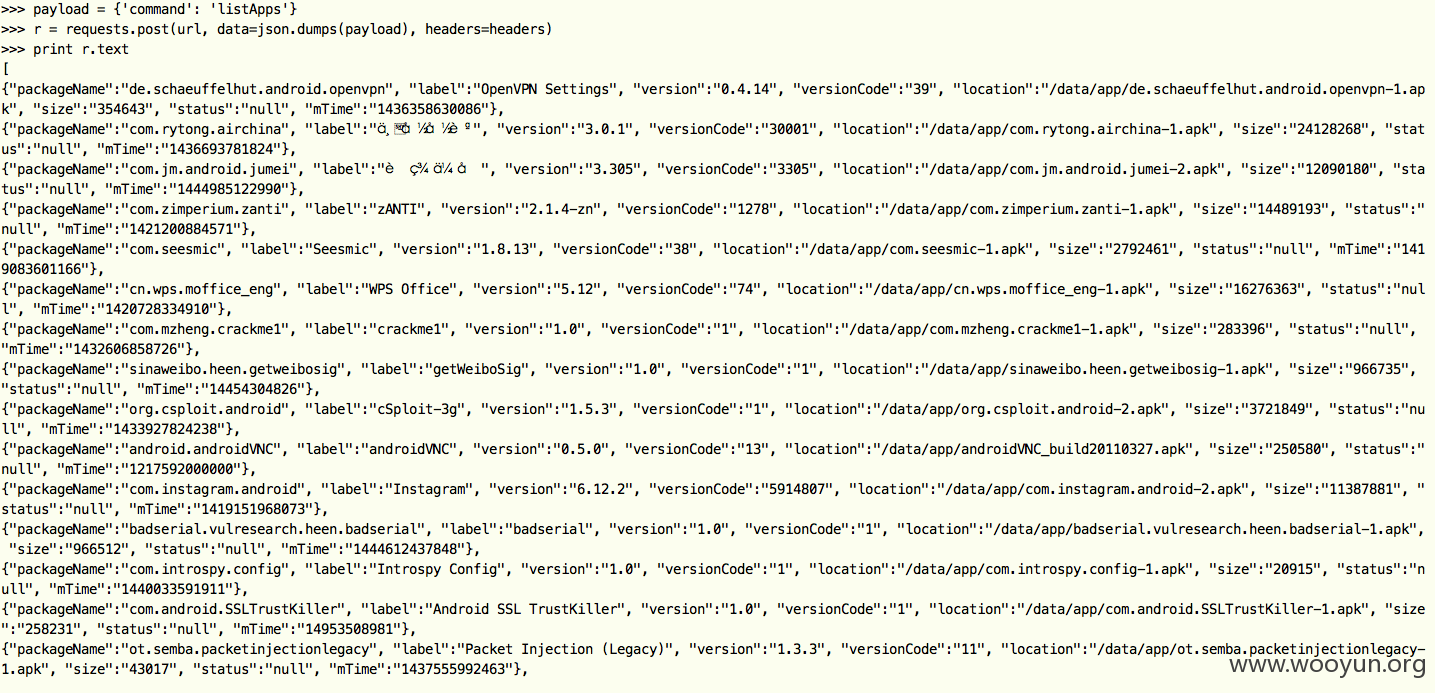 >>> payload = {'command': 'listApps'}
>>> r = requests.post(url, data=json.dumps(payload), headers=headers)
>>> print r.text
[
{"packageName":"de.schaeuffelhut.android.openvpn", "label":"OpenVPN Settings", "version":"0.4.14", "versionCode":"39", "location":"/data/app/de.schaeuffelhut.android.openvpn-1.ap
k", "size":"354643", "status":"null", "mTime":"1436358630086"},
{"packageName":"com.rytong.airchina", "label":" ", "version":"3.0.1", "versionCode":"30001", "location":"/data/app/com.rytong.airchina-1.apk", "size":"24128268", "stat
us":"null", "mTime":"1436693781824"},
{"packageName":"com.jm.android.jumei", "label":" ", "version":"3.305", "versionCode":"3305", "location":"/data/app/com.jm.android.jumei-2.apk", "size":"12090180", "sta
tus":"null", "mTime":"1444985122990"},
{"packageName":"com.zimperium.zanti", "label":"zANTI", "version":"2.1.4-zn", "versionCode":"1278", "location":"/data/app/com.zimperium.zanti-1.apk", "size":"14489193", "status":"
null", "mTime":"1421200884571"},
{"packageName":"com.seesmic", "label":"Seesmic", "version":"1.8.13", "versionCode":"38", "location":"/data/app/com.seesmic-1.apk", "size":"2792461", "status":"null", "mTime":"141
9083601166"},
{"packageName":"cn.wps.moffice_eng", "label":"WPS Office", "version":"5.12", "versionCode":"74", "location":"/data/app/cn.wps.moffice_eng-1.apk", "size":"16276363", "status":"nul
l", "mTime":"1420728334910"},
{"packageName":"com.mzheng.crackme1", "label":"crackme1", "version":"1.0", "versionCode":"1", "location":"/data/app/com.mzheng.crackme1-1.apk", "size":"283396", "status":"null",
"mTime":"1432606858726"},
{"packageName":"sinaweibo.heen.getweibosig", "label":"getWeiboSig", "version":"1.0", "versionCode":"1", "location":"/data/app/sinaweibo.heen.getweibosig-1.apk", "size":"966735",
"status":"null", "mTime":"14454304826"},
{"packageName":"org.csploit.android", "label":"cSploit-3g", "version":"1.5.3", "versionCode":"1", "location":"/data/app/org.csploit.android-2.apk", "size":"3721849", "status":"nu
ll", "mTime":"1433927824238"},
{"packageName":"android.androidVNC", "label":"androidVNC", "version":"0.5.0", "versionCode":"13", "location":"/data/app/androidVNC_build20110327.apk", "size":"250580", "status":"
null", "mTime":"1217592000000"},
{"packageName":"com.instagram.android", "label":"Instagram", "version":"6.12.2", "versionCode":"5914807", "location":"/data/app/com.instagram.android-2.apk", "size":"11387881", "
status":"null", "mTime":"1419151968073"},
{"packageName":"badserial.vulresearch.heen.badserial", "label":"badserial", "version":"1.0", "versionCode":"1", "location":"/data/app/badserial.vulresearch.heen.badserial-1.apk",
"size":"966512", "status":"null", "mTime":"1444612437848"},
{"packageName":"com.introspy.config", "label":"Introspy Config", "version":"1.0", "versionCode":"1", "location":"/data/app/com.introspy.config-1.apk", "size":"20915", "status":"n
ull", "mTime":"1440033591911"},
{"packageName":"com.android.SSLTrustKiller", "label":"Android SSL TrustKiller", "version":"1.0", "versionCode":"1", "location":"/data/app/com.android.SSLTrustKiller-1.apk", "size
":"258231", "status":"null", "mTime":"14953508981"},
{"packageName":"ot.semba.packetinjectionlegacy", "label":"Packet Injection (Legacy)", "version":"1.3.3", "versionCode":"11", "location":"/data/app/ot.semba.packetinjectionlegacy-
1.apk", "size":"43017", "status":"null", "mTime":"1437555992463"},
www.wooyun.org